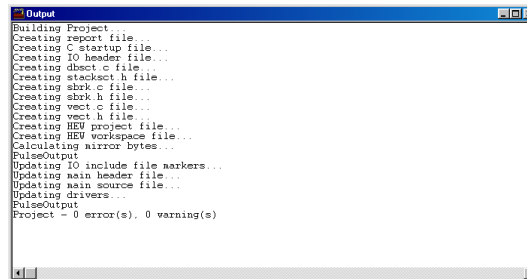 Output
Building Project...
Creating report file...
Creating C startup file...
Creating IO header file...
Creating dbsct.c file...
Creating stacksct.h file...
Creating sbrk.c file...
Creating sbrk.h file...
Creating vect.c file...
Creating vect.h file...
Creating HEW project file...
Creating HEW workspace file...
Calculating mirror bytes...
PulseOutput
Updating IO include file markers...
Updating main header file...
Updating main source file...
Updating drivers...
PulseOutput
Project - 0 error(s), 0 warning(s)